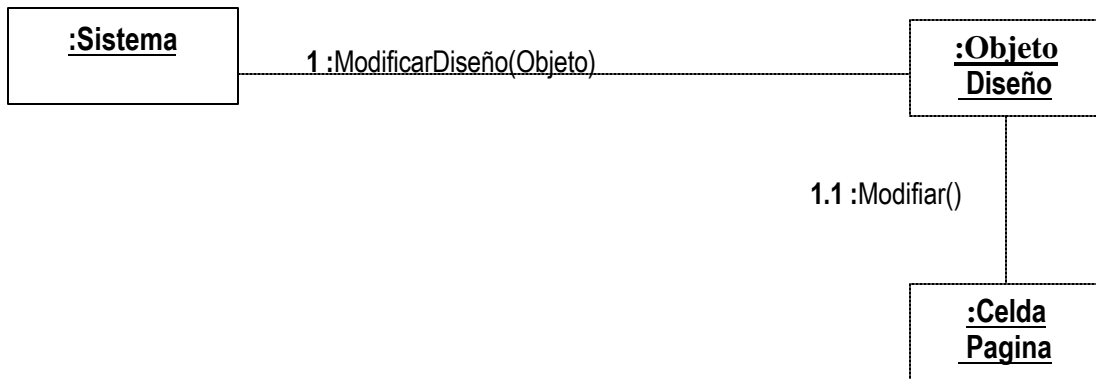 :Sistema
1 :ModificarDiseño(Objeto)
:Objeto
Diseño
1.1 :Modifiar()
:Celda
Pagina